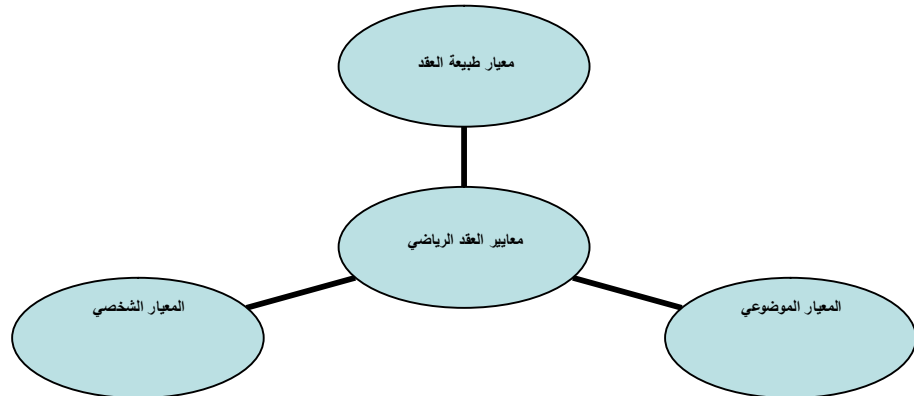 معيار طبيعة العقد
معايير العقد الرياضي
المعيار الموضوعي
المعيار الشخصي